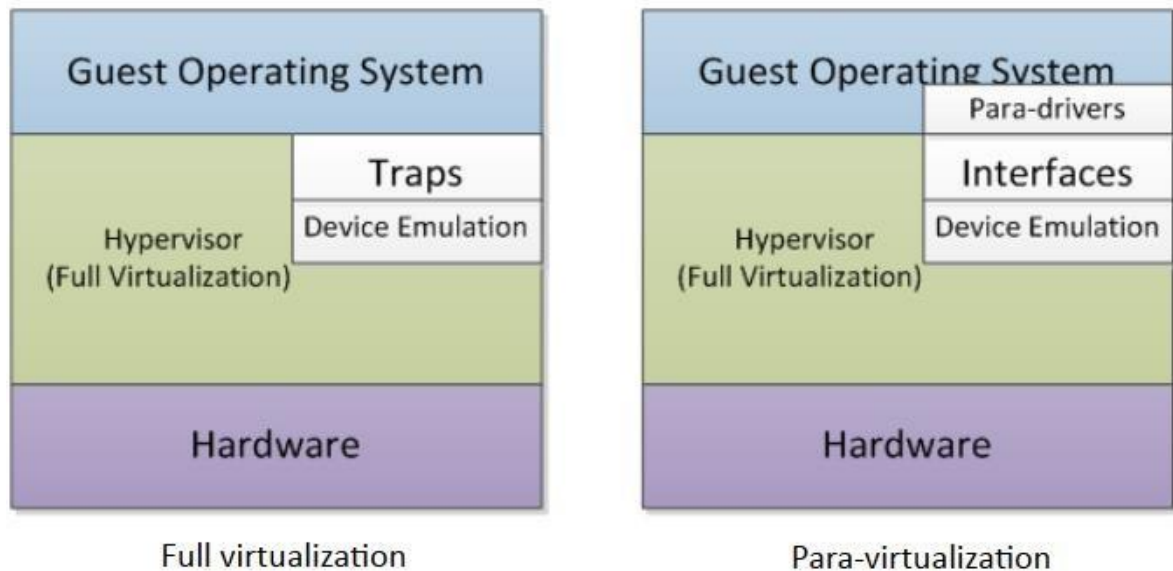 Guest Operating System
Traps
Device Emulation
Hypervisor
(Full Virtualization)
Hardware
Full virtualization
Guest Operating System
Para-drivers
Interfaces
Device Emulation
Hypervisor
(Full Virtualization)
Hardware
Para-virtualization